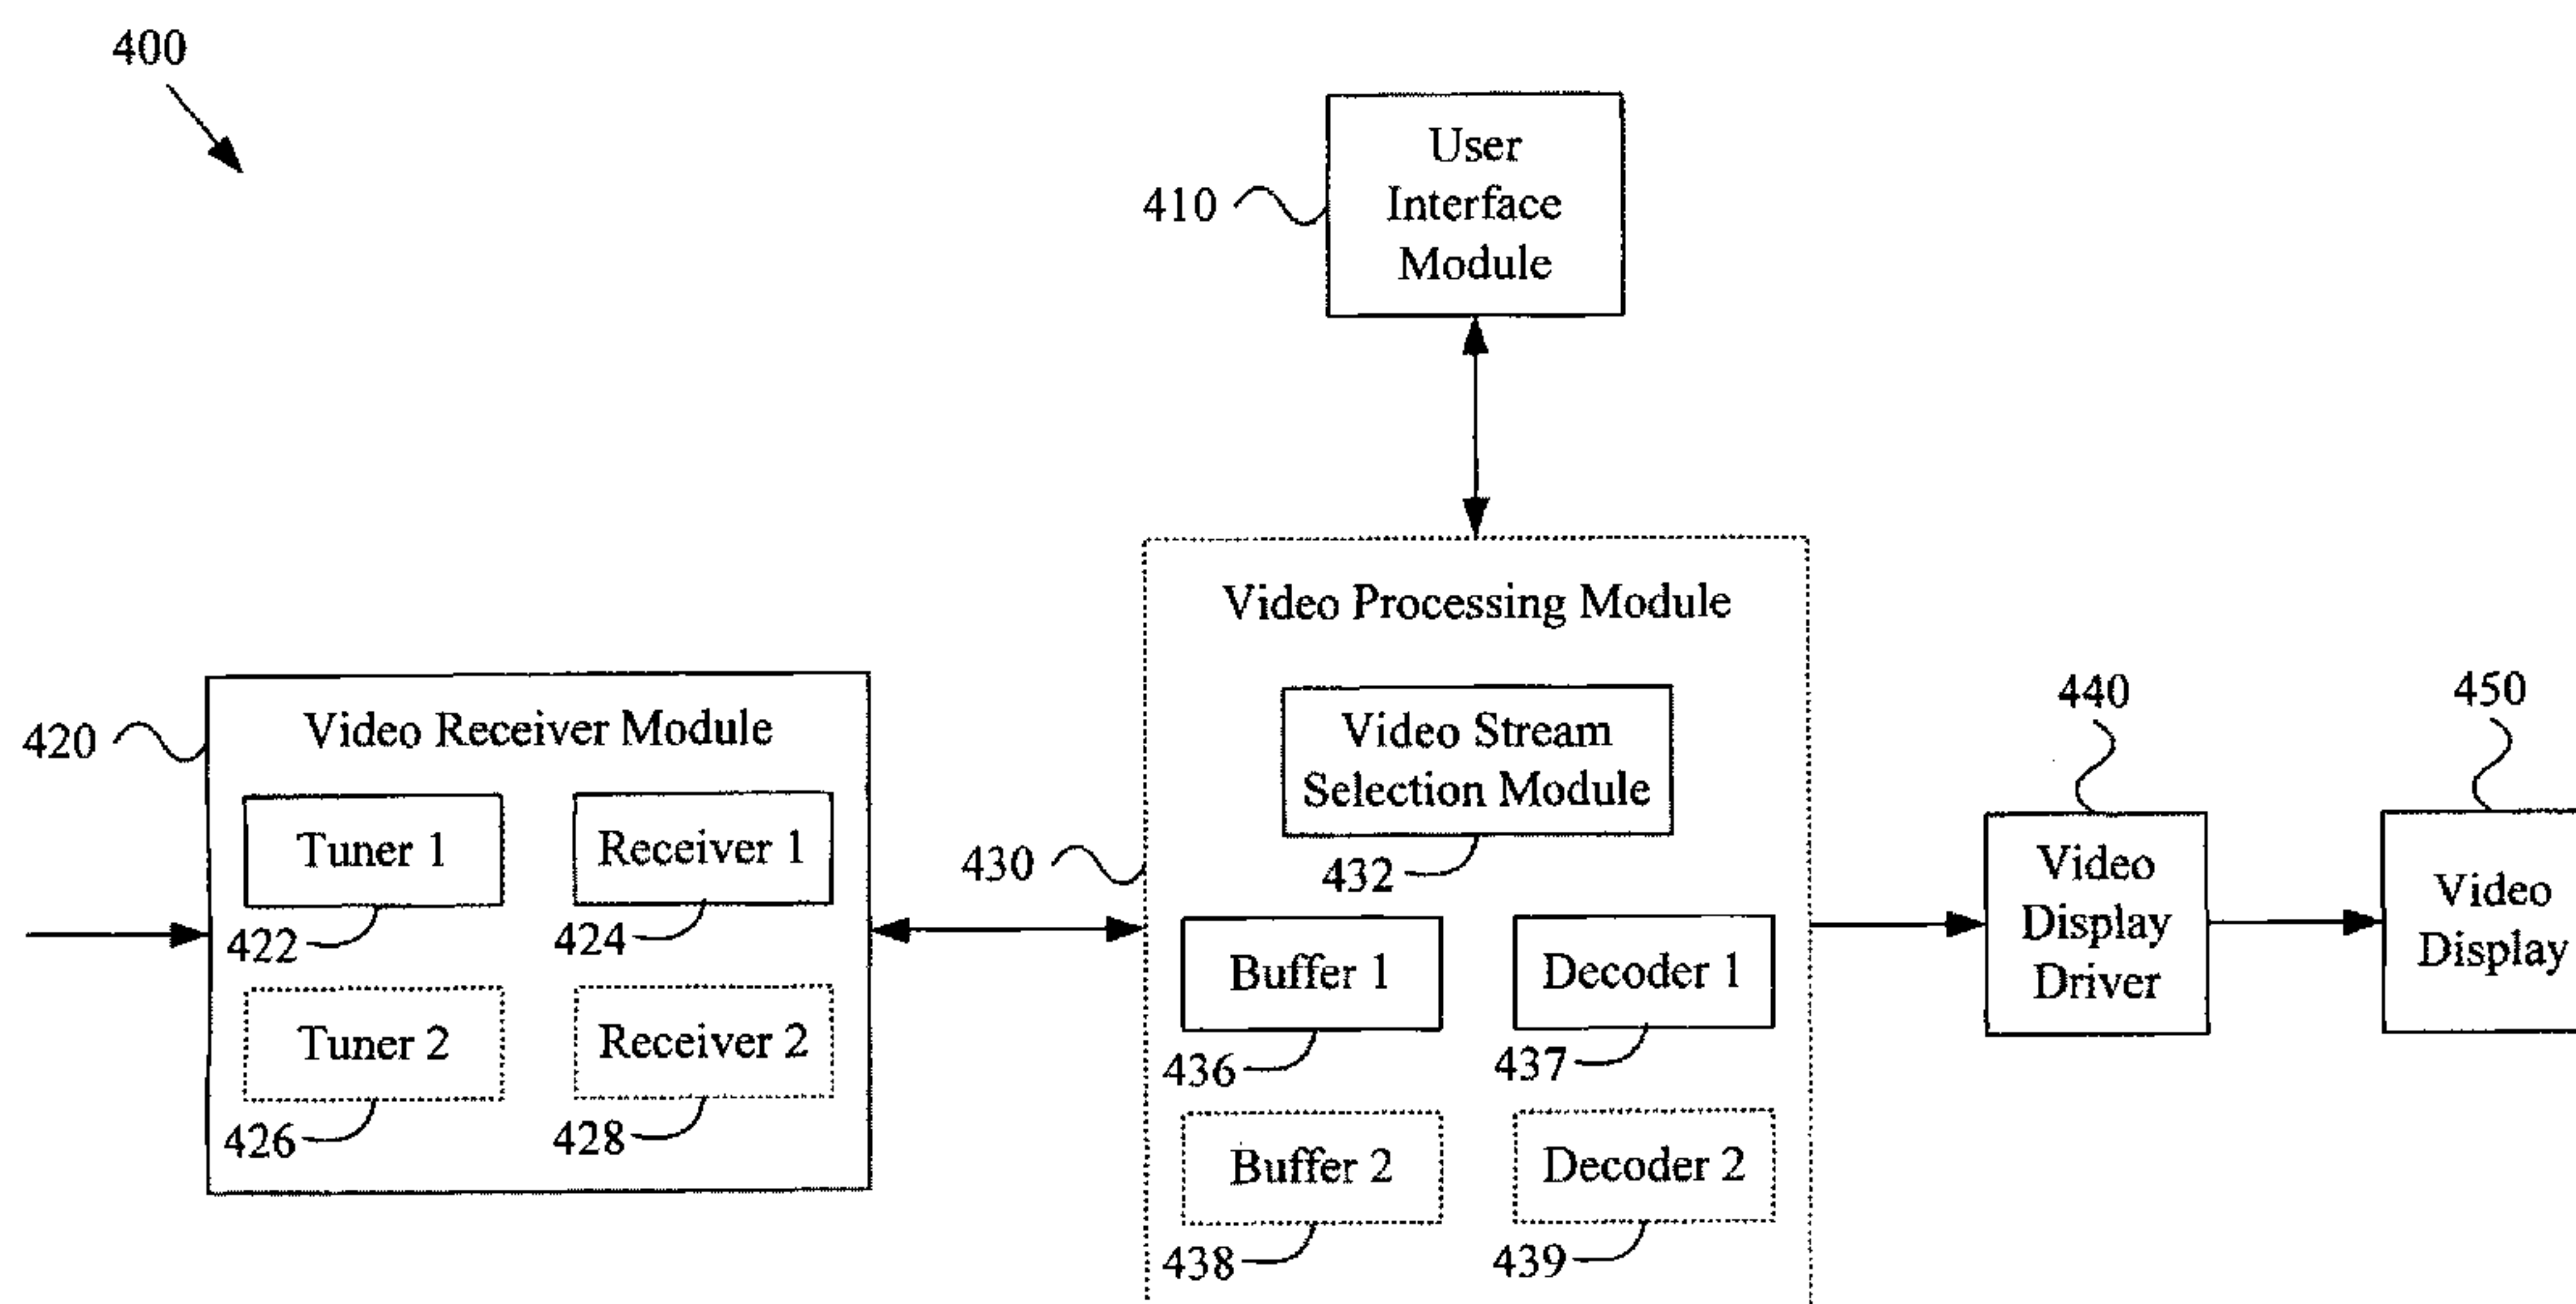 400
User
Interface
Module
410
Video Processing Module
Video Receiver Module
420
Video Stream
Selection Module
432
430
440
450
Tuner 1
Receiver 1
422
424
Tuner 2
Receiver 2
426
428
Buffer 1
Decoder 1
436
437
Buffer 2
Decoder 2
438
439
Video
Display
Driver
Video
Display